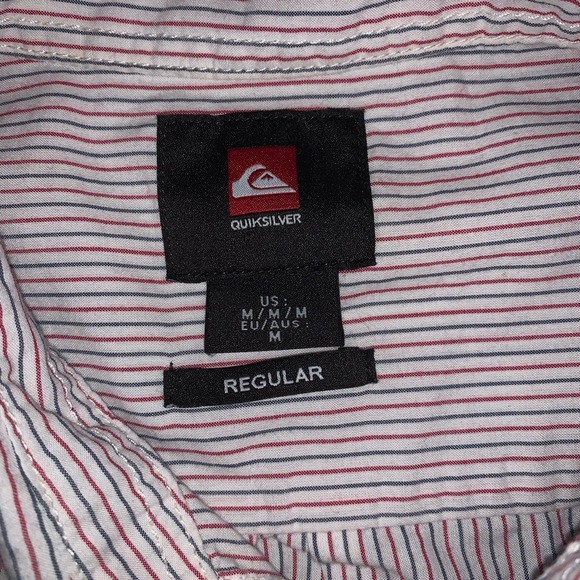 QUIKSILVER
US :
M/M/M
EU/AUS :
M
REGULAR